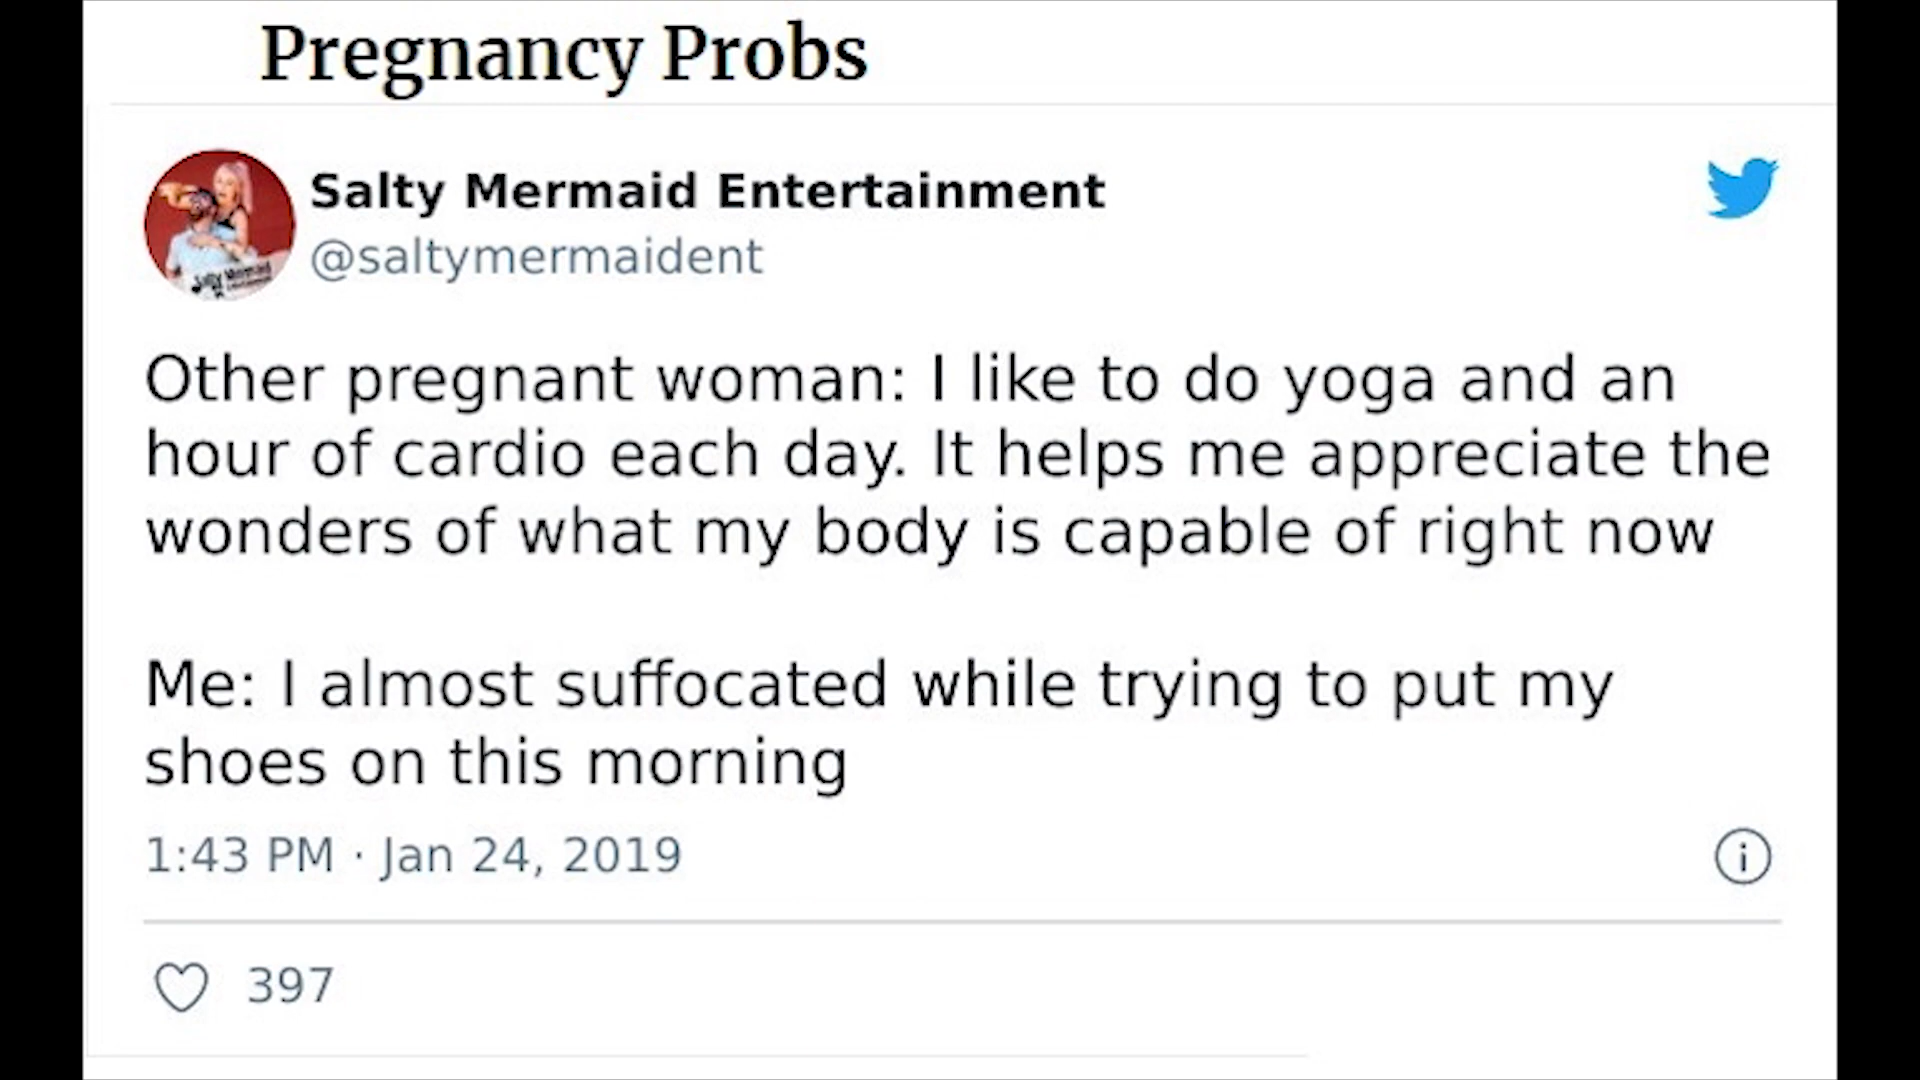 Pregnancy Probs
Salty Mermaid Entertainment
@saltymermaident
Other pregnant woman: I like to do yoga and an
hour of cardio each day. It helps me appreciate the
wonders of what my body is capable of right now
Me: I almost suffocated while trying to put my
shoes on this morning
1:43 PM · Jan 24, 2019
397
Salty Mermaid